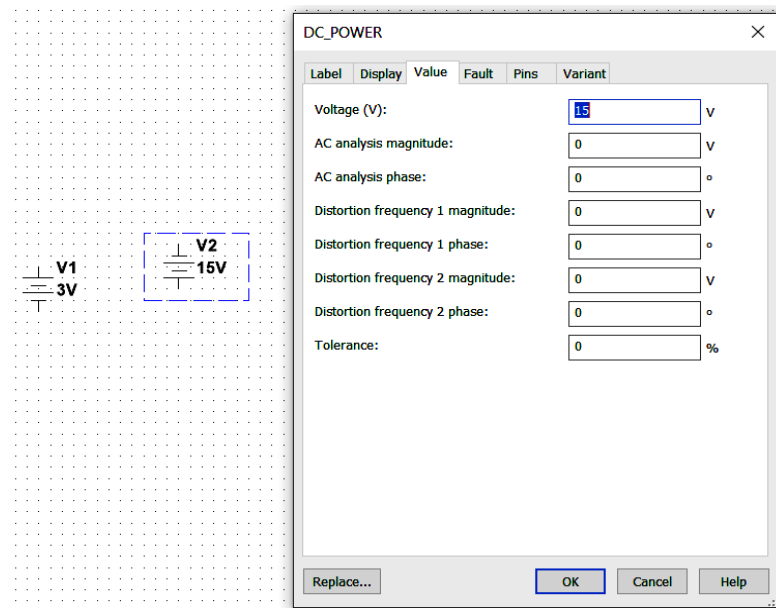 DC_POWER
Label Display Value Fault Pins Variant
Voltage (V): 15 V
AC analysis magnitude: 0 V
AC analysis phase: 0 °
Distortion frequency 1 magnitude: 0 V
Distortion frequency 1 phase: 0 °
Distortion frequency 2 magnitude: 0 V
Distortion frequency 2 phase: 0 °
Tolerance: 0 %
V2
15V
V1
3V
Replace... OK Cancel Help